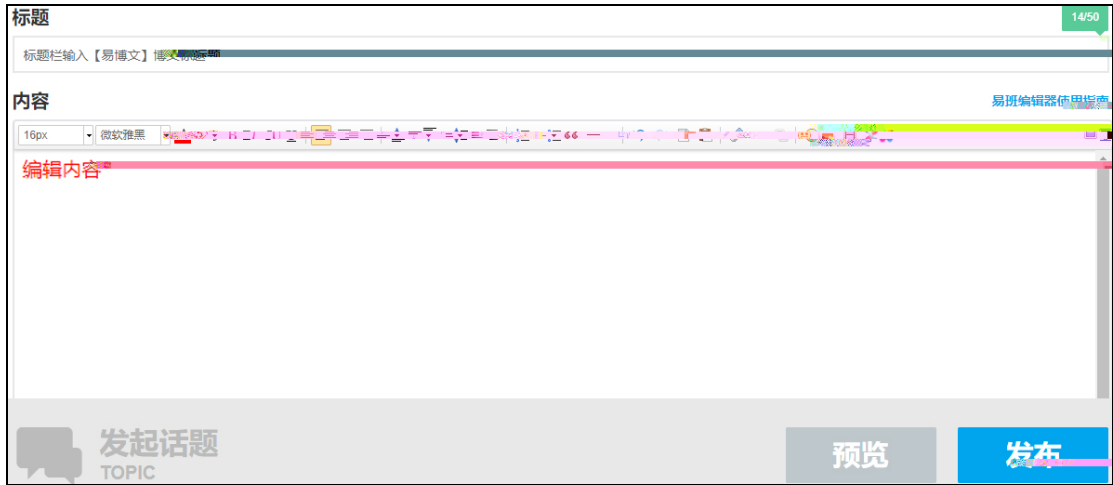 标题
14/50
标题栏输入【易博文】博文标题
内容
易班编辑器使用指南
16px 微软雅黑
编辑内容
发起话题
TOPIC
预览
发布